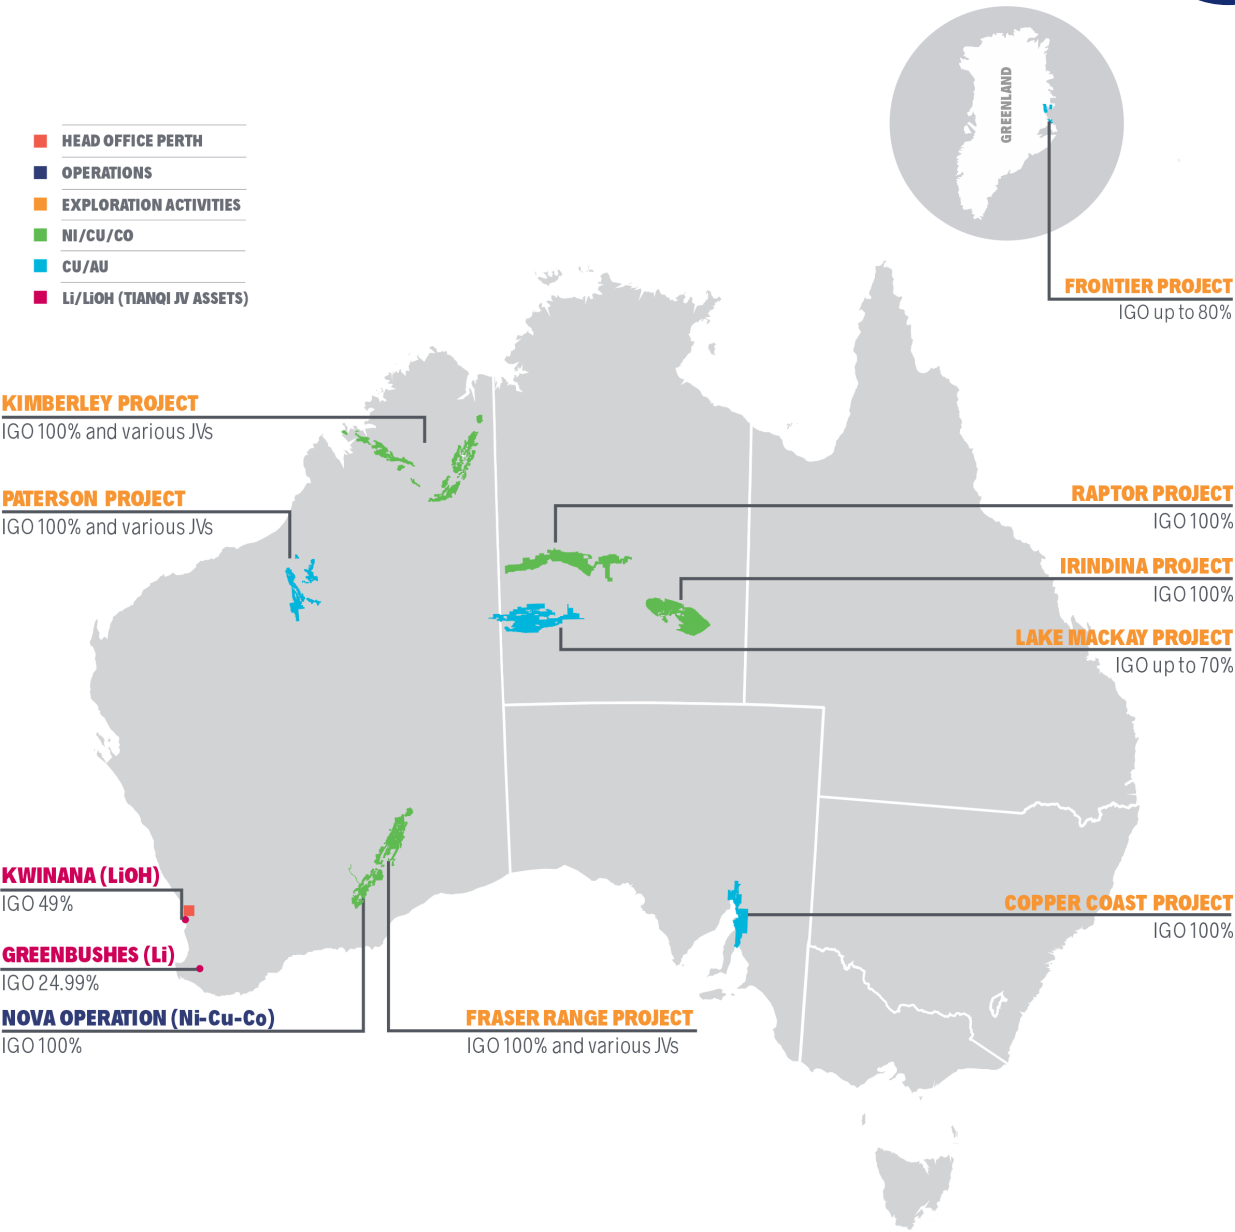 GREENLAND
HEAD OFFICE PERTH
OPERATIONS
EXPLORATION ACTIVITIES
NI/CU/CO
CU/AU
Li/LiOH (TIANQI JV ASSETS)
FRONTIER PROJECT
IGO up to 80%
KIMBERLEY PROJECT
IGO 100% and various JVs
PATERSON PROJECT
IGO 100% and various JVs
RAPTOR PROJECT
IGO 100%
IRINDINA PROJECT
IGO 100%
LAKE MACKAY PROJECT
IGO up to 70%
KWINANA (LiOH)
IGO 49%
GREENBUSHES (Li)
IGO 24.99%
NOVA OPERATION (Ni-Cu-Co)
IGO 100%
FRASER RANGE PROJECT
IGO 100% and various JVs
COPPER COAST PROJECT
IGO 100%